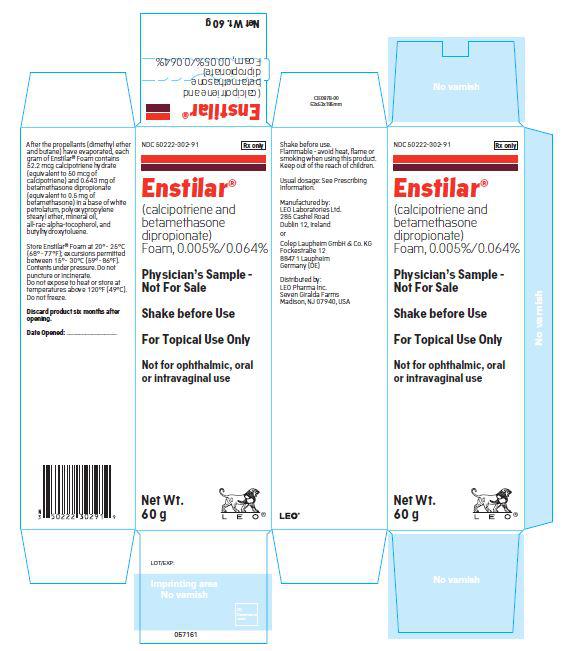 Net Wt. 60 g
Enstilar®
(calcipotriene and
betamethasone
dipropionate)
Foam, 0.005%/0.064%
No varnish
After the propellants (dimethyl ether
and butane) have evaporated, each
gram of Enstilar® Foam contains
52.2 mcg calcipotriene hydrate
(equivalent to 50 mcg of
calcipotriene) and 0.643 mg of
betamethasone dipropionate
(equivalent to 0.5 mg of
betamethasone) in a base of white
petrolatum, polyoxypropylene
stearyl ether, mineral oil,
all-rac-alpha-tocopherol, and
butylhydroxytoluene.
Store Enstilar® Foam at 20°- 25°C
(68°-77°F); excursions permitted
between 15°- 30°C (59°-86°F).
Contents under pressure. Do not
puncture or incinerate.
Do not expose to heat or store at
temperatures above 120°F (49°C).
Do not freeze.
Discard product six months after
opening.
Date Opened:
NDC 50222-302-91
Rx only
Enstilar®
(calcipotriene and
betamethasone
dipropionate)
Foam, 0.005%/0.064%
Physician's Sample -
Not For Sale
Shake before Use
For Topical Use Only
Not for ophthalmic, oral
or intravaginal use
Net Wt.
60 g
LEO®
Shake before use.
Flammable - avoid heat, flame or
smoking when using this product.
Keep out of the reach of children.
Usual dosage: See Prescribing
Information.
Manufactured by:
LEO Laboratories Ltd.
285 Cashel Road
Dublin 12, Ireland
or
Colep Laupheim GmbH & Co. KG
Fockestraße 12
88471 Laupheim
Germany (DE)
Distributed by:
LEO Pharma Inc.
Seven Giralda Farms
Madison, NJ 07940, USA
LEO®
NDC 50222-302-91
Rx only
Enstilar®
(calcipotriene and
betamethasone
dipropionate)
Foam, 0.005%/0.064%
Physician's Sample -
Not For Sale
Shake before Use
For Topical Use Only
Not for ophthalmic, oral
or intravaginal use
Net Wt.
60 g
LEO®
No varnish
LOT/EXP:
Imprinting area
No varnish
057161
No varnish